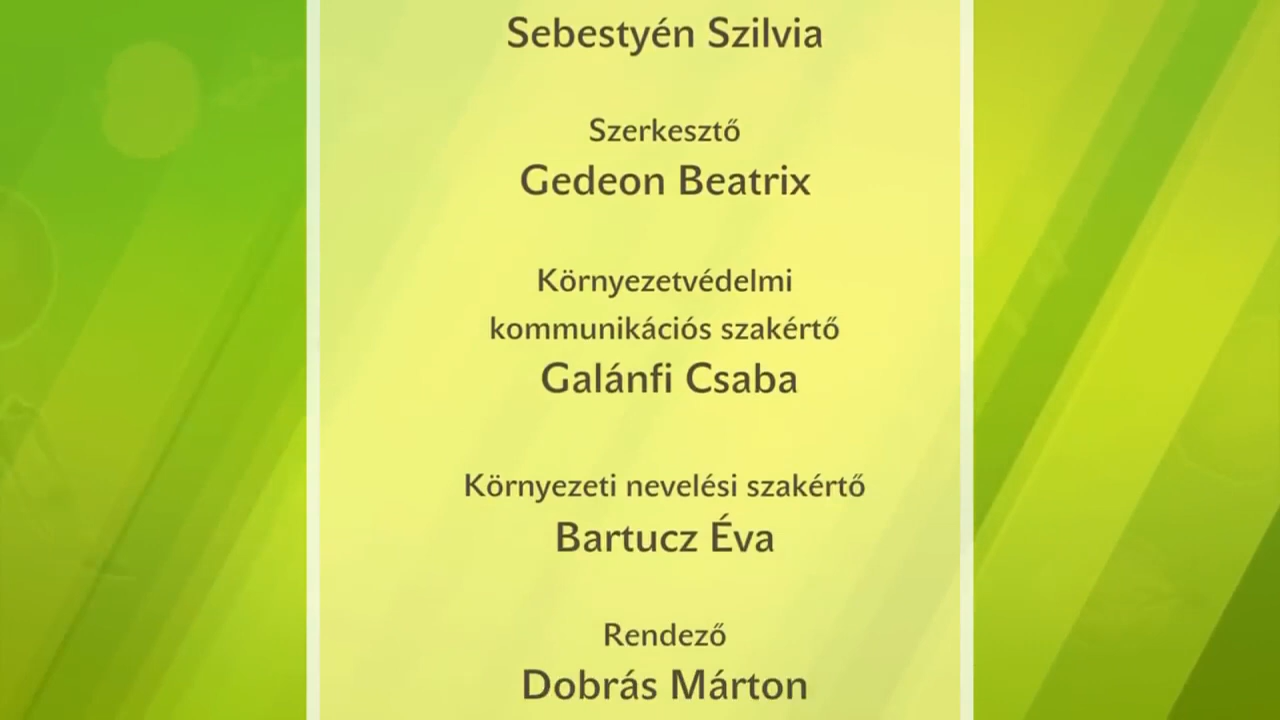 Sebestyén Szilvia
Szerkesztő
Gedeon Beatrix
Környezetvédelmi
kommunikációs szakértő
Galánfi Csaba
Környezeti nevelési szakértő
Bartucz Éva
Rendező
Dobrás Márton